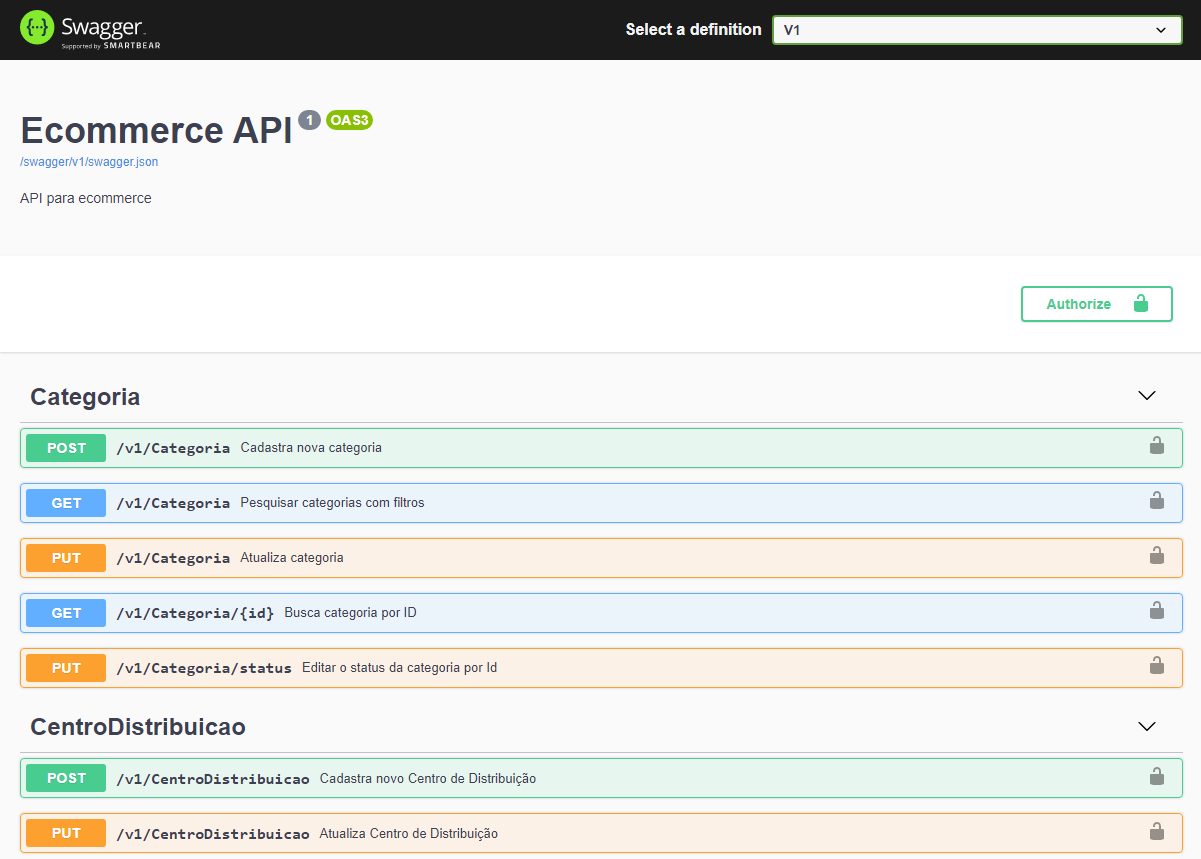 {···} Swagger
Supported by SMARTBEAR
Select a definition V1
Ecommerce API 1 OAS3
/swagger/v1/swagger.json
API para ecommerce
Authorize
Categoria
POST /v1/Categoria Cadastra nova categoria
GET /v1/Categoria Pesquisar categorias com filtros
PUT /v1/Categoria Atualiza categoria
GET /v1/Categoria/{id} Busca categoria por ID
PUT /v1/Categoria/status Editar o status da categoria por Id
CentroDistribuicao
POST /v1/CentroDistribuicao Cadastra novo Centro de Distribuição
PUT /v1/CentroDistribuicao Atualiza Centro de Distribuição